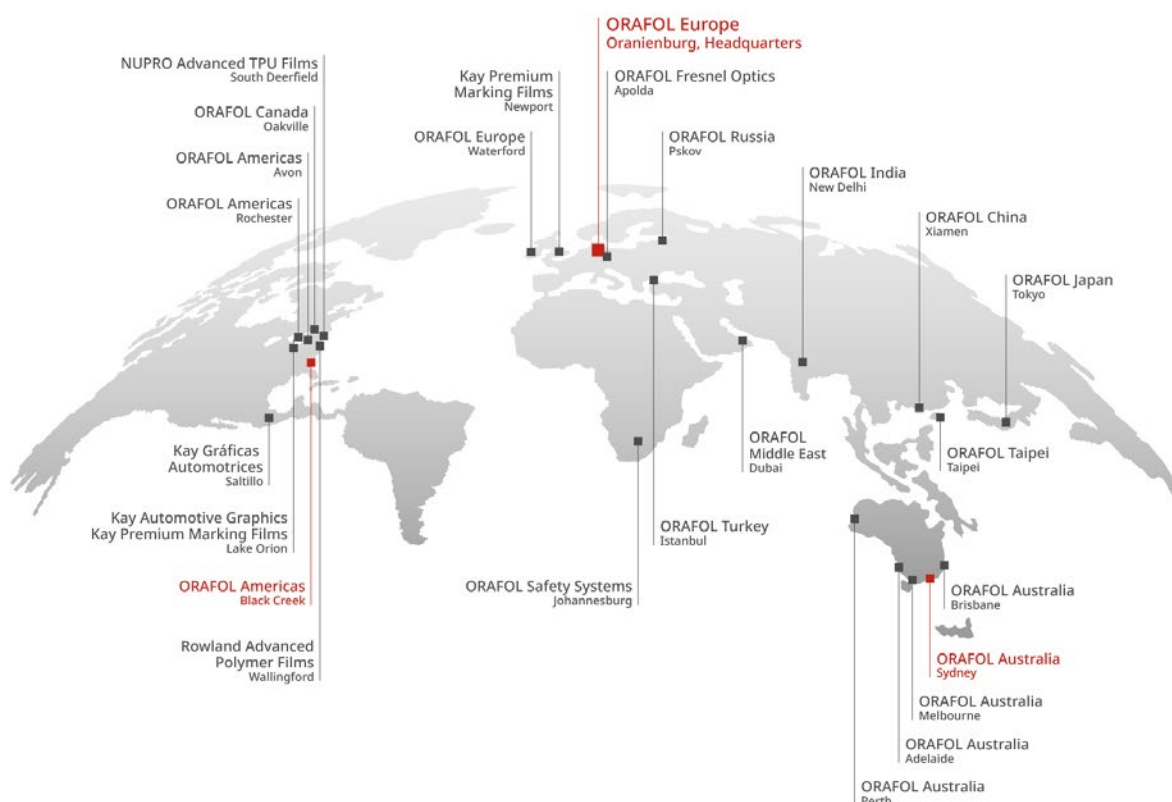 ORAFOL Europe
Oranienburg, Headquarters
NUPRO Advanced TPU Films
South Deerfield
Kay Premium
Marking Films
Newport
ORAFOL Fresnel Optics
Apolda
ORAFOL Canada
Oakville
ORAFOL Europe
Waterford
ORAFOL Russia
Pskov
ORAFOL Americas
Avon
ORAFOL India
New Delhi
ORAFOL Americas
Rochester
ORAFOL China
Xiamen
ORAFOL Japan
Tokyo
Kay Gráficas
Automotrices
Saltillo
ORAFOL
Middle East
Dubai
ORAFOL Taipei
Taipei
Kay Automotive Graphics
Kay Premium Marking Films
Lake Orion
ORAFOL Turkey
Istanbul
ORAFOL Americas
Black Creek
ORAFOL Safety Systems
Johannesburg
ORAFOL Australia
Brisbane
Rowland Advanced
Polymer Films
Wallingford
ORAFOL Australia
Sydney
ORAFOL Australia
Melbourne
ORAFOL Australia
Adelaide
ORAFOL Australia
Perth